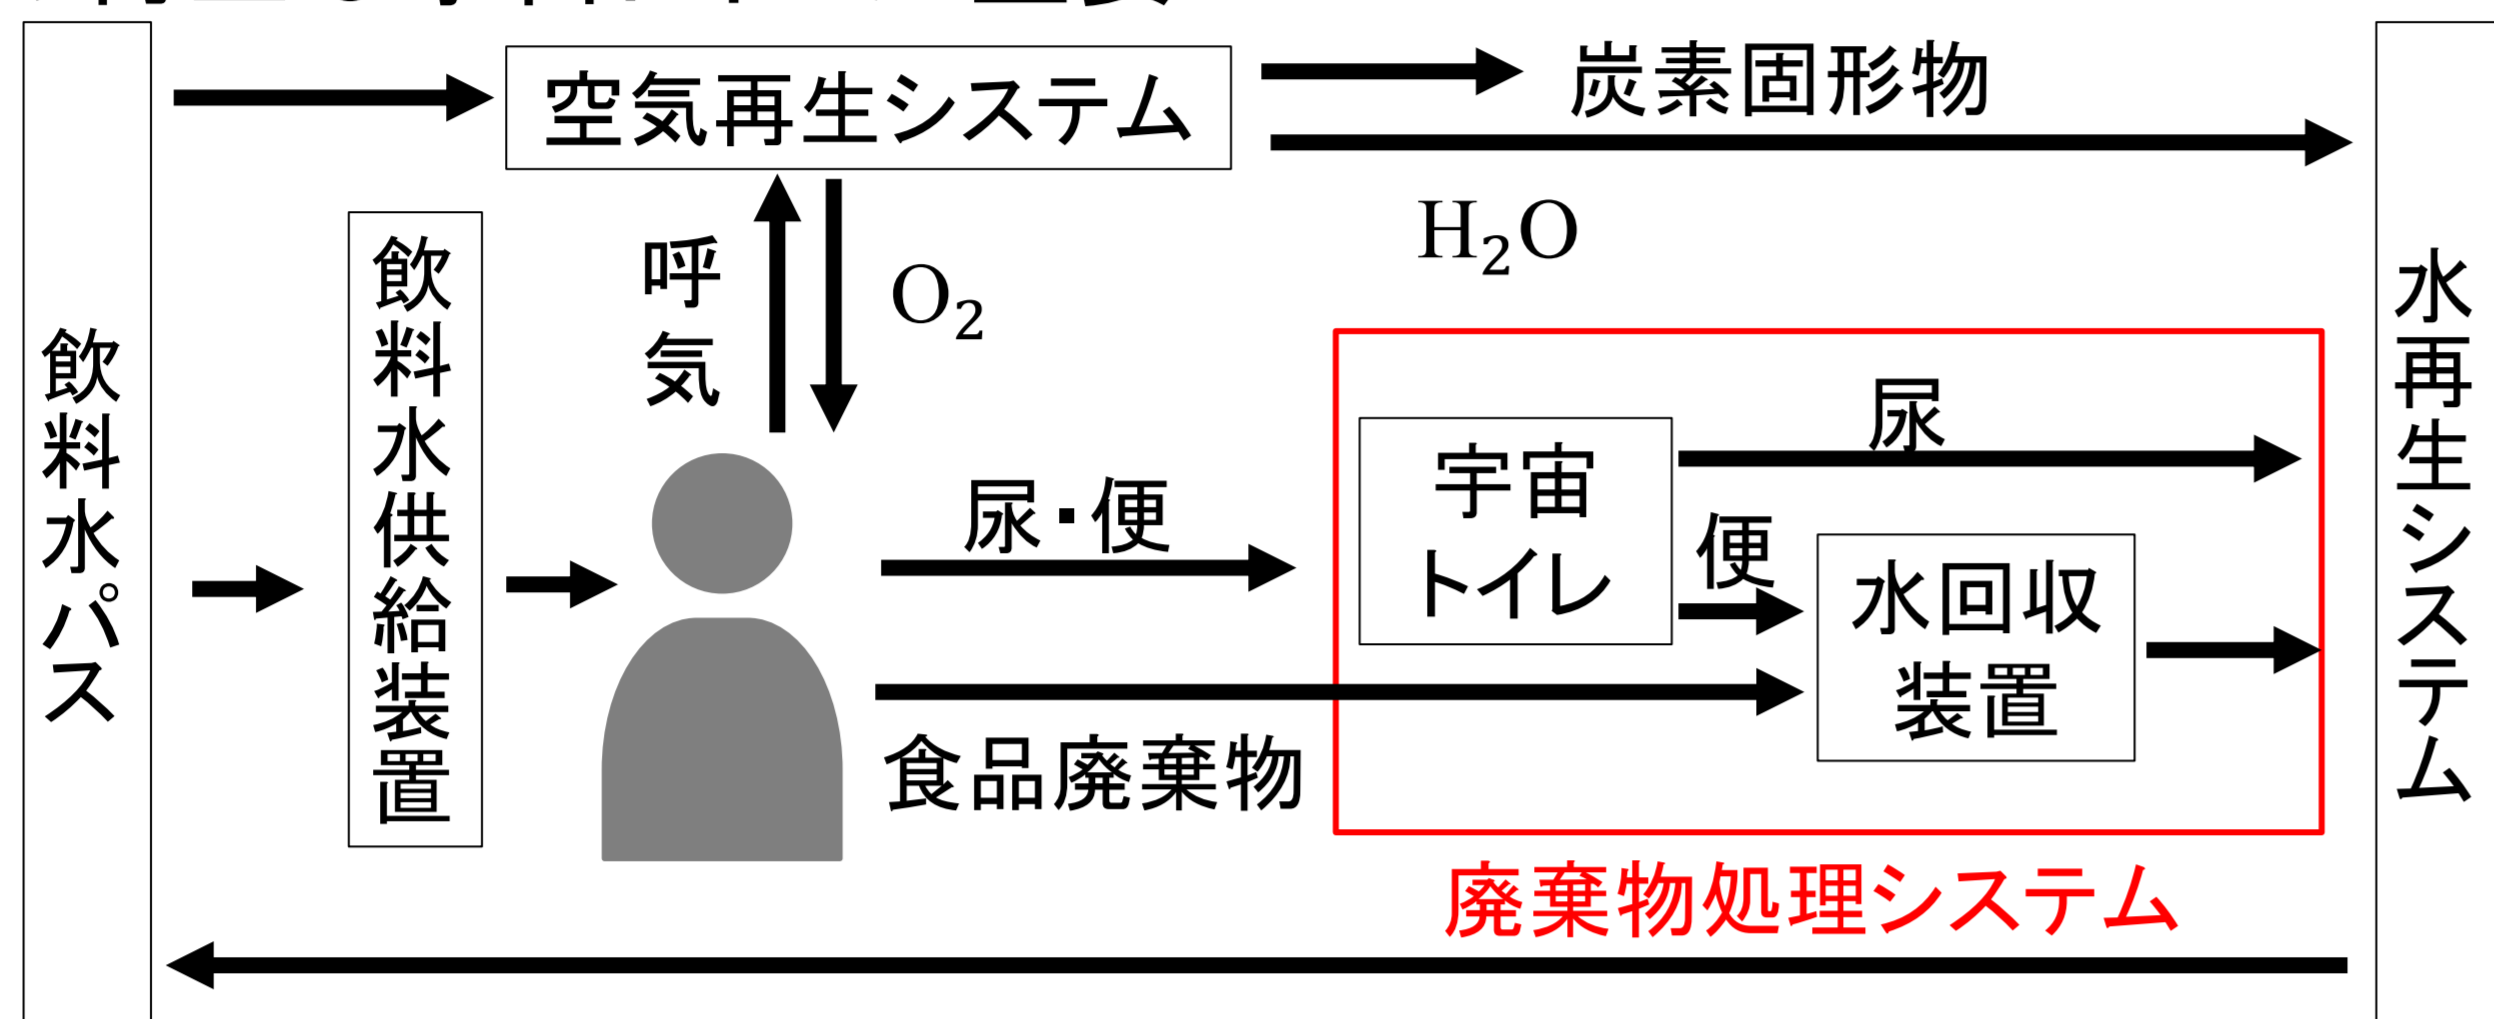 空気再生システム
炭素固形物
H₂O
呼気
O₂
飲料水パス
飲料水供給装置
尿・便
宇宙
トイレ
尿
便
水回収
装置
食品廃棄物
廃棄物処理システム
水再生システム